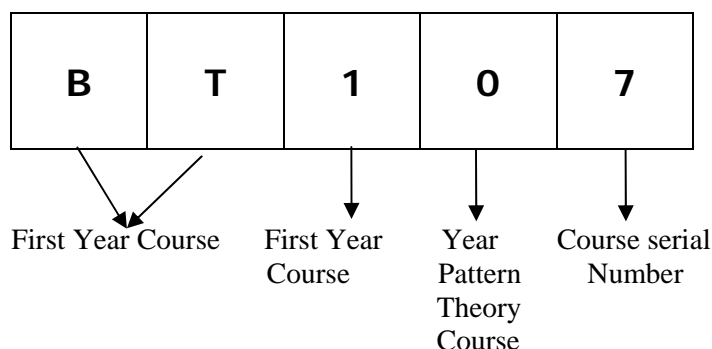 B T 1 0 7
First Year Course First Year Year Course serial
Course Pattern Number
Theory
Course